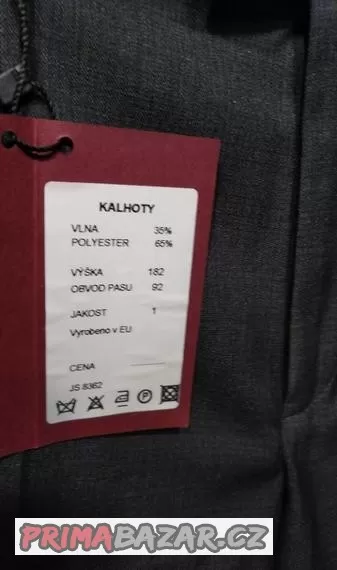 KALHOTY
VLNA 35%
POLYESTER 65%
VÝŠKA 182
OBVOD PASU 92
JAKOST 1
Vyrobeno v EU
CENA
JS 8362
P
PRIMABAZAR.CZ